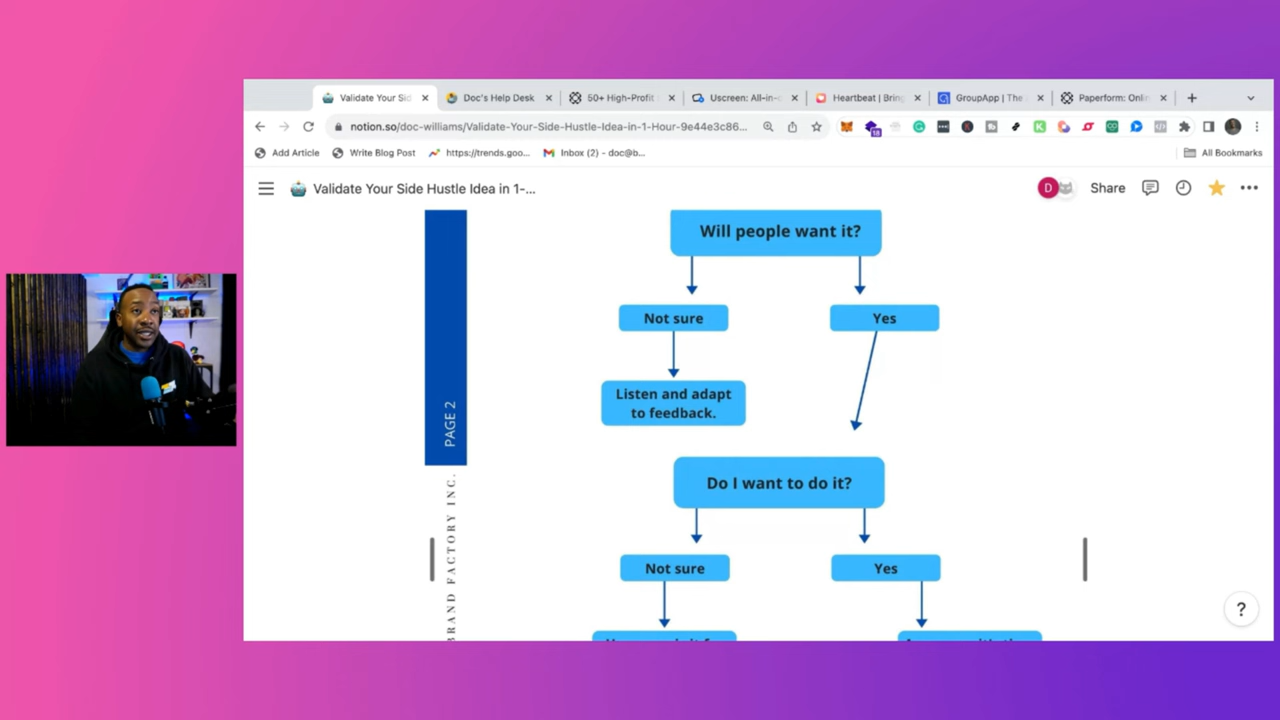 Validate Your Sid
Doc's Help Desk
50+ High-Profit
Uscreen: All-in-c
Heartbeat | Bring
GroupApp | The
Paperform: Onlin
notion.so/doc-williams/Validate-Your-Side-Hustle-Idea-in-1-Hour-9e44e3c86...
18
Add Article
Write Blog Post
https://trends.goo...
Inbox (2) - doc@b...
All Bookmarks
Validate Your Side Hustle Idea in 1-...
D
Share
Will people want it?
Not sure
Yes
Listen and adapt
to feedback.
PAGE 2
Do I want to do it?
Not sure
Yes
BRAND FACTORY INC.
?